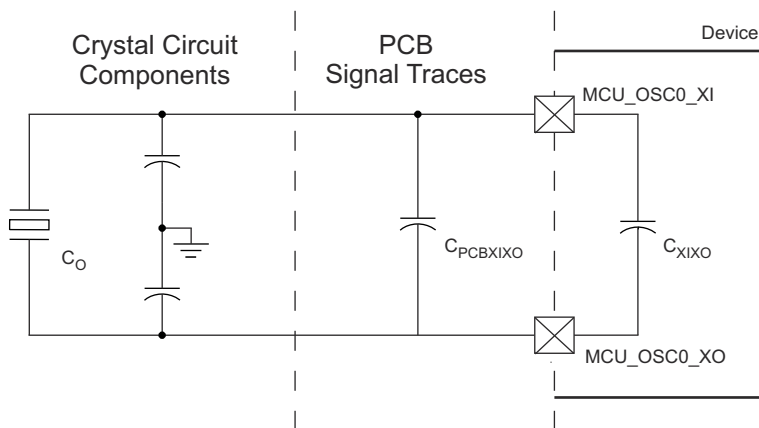 Crystal Circuit
Components
PCB
Signal Traces
Device
MCU_OSC0_XI
C_O
C_PCBXIXO
C_XIXO
MCU_OSC0_XO